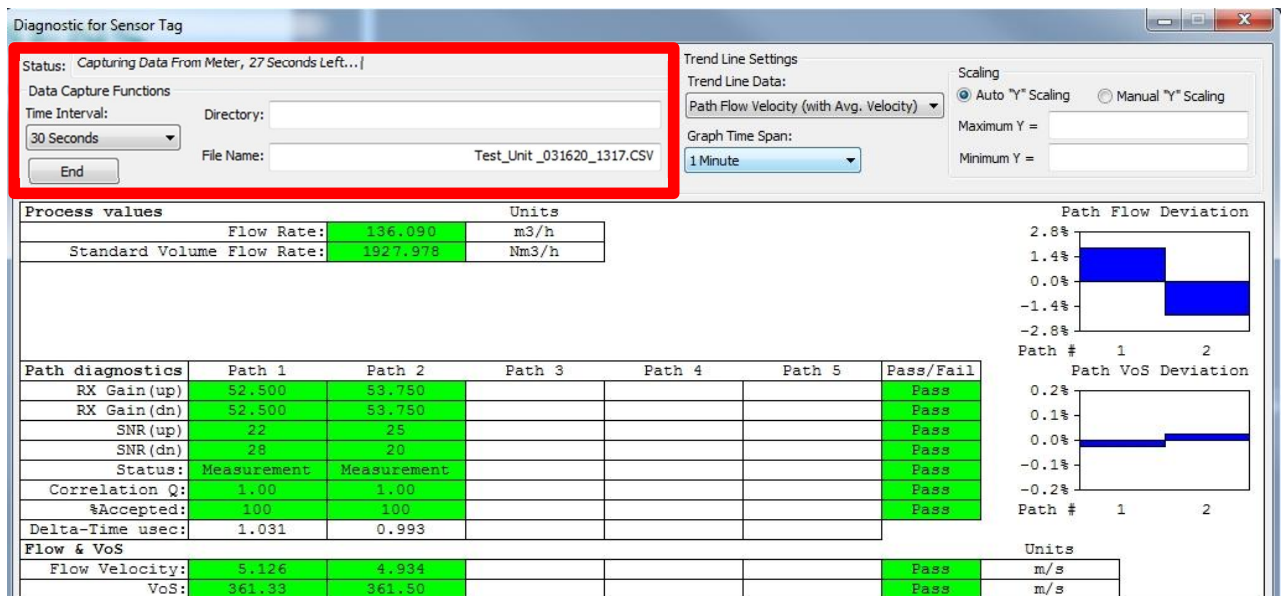 Diagnostic for Sensor Tag
Status: Capturing Data From Meter, 27 Seconds Left...|
Data Capture Functions
Time Interval:
30 Seconds
End
Directory:
File Name: Test_Unit _031620_1317.CSV
Trend Line Settings
Trend Line Data:
Path Flow Velocity (with Avg. Velocity)
Graph Time Span:
1 Minute
Scaling
Auto "Y" Scaling Manual "Y" Scaling
Maximum Y =
Minimum Y =
Process values Units
Flow Rate: 136.090 m3/h
Standard Volume Flow Rate: 1927.978 Nm3/h
Path Flow Deviation
2.8%
1.4%
0.0%
-1.4%
-2.8%
Path # 1 2
Path diagnostics Path 1 Path 2 Path 3 Path 4 Path 5 Pass/Fail
RX Gain(up) 52.500 53.750 Pass
RX Gain(dn) 52.500 53.750 Pass
SNR(up) 22 25 Pass
SNR(dn) 28 20 Pass
Status: Measurement Measurement Pass
Correlation Q: 1.00 1.00 Pass
%Accepted: 100 100 Pass
Delta-Time usec: 1.031 0.993
Path VoS Deviation
0.2%
0.1%
0.0%
-0.1%
-0.2%
Path # 1 2
Flow & VoS Units
Flow Velocity: 5.126 4.934 Pass m/s
VoS: 361.33 361.50 Pass m/s